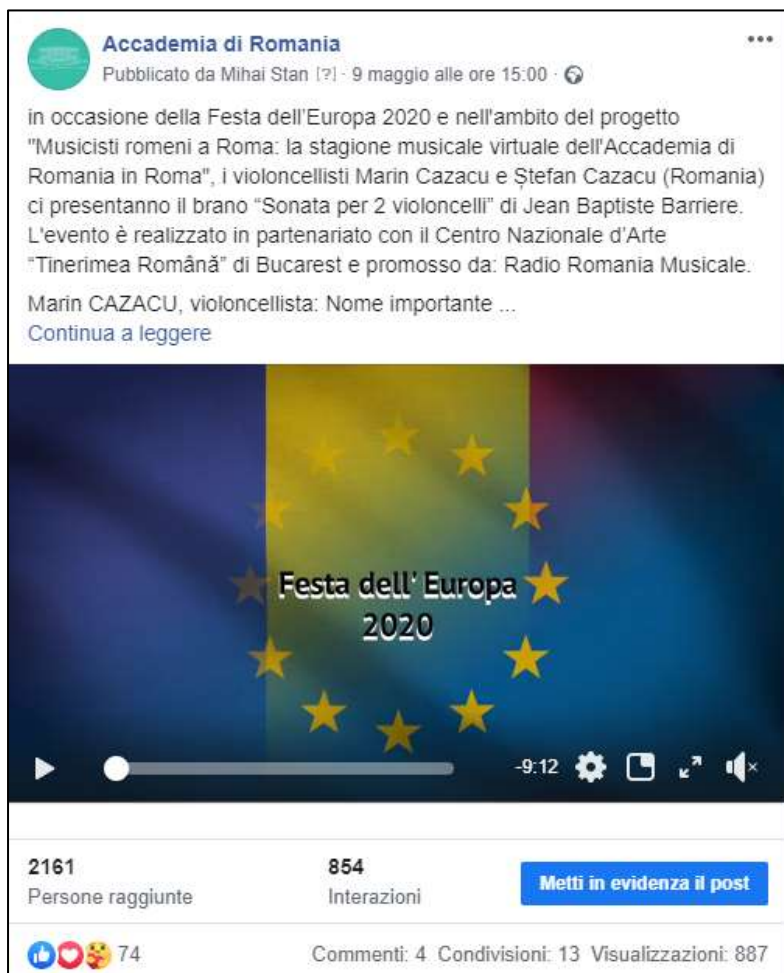 Accademia di Romania
Pubblicato da Mihai Stan [?] · 9 maggio alle ore 15:00 ·
in occasione della Festa dell'Europa 2020 e nell'ambito del progetto
"Musicisti romeni a Roma: la stagione musicale virtuale dell'Accademia di
Romania in Roma", i violoncellisti Marin Cazacu e Ștefan Cazacu (Romania)
ci presentanno il brano “Sonata per 2 violoncelli” di Jean Baptiste Barriere.
L'evento è realizzato in partenariato con il Centro Nazionale d’Arte
“Tinerimea Română” di Bucarest e promosso da: Radio Romania Musicale.
Marin CAZACU, violoncellista: Nome importante ...
Continua a leggere
Festa dell' Europa
2020
-9:12
2161
Persone raggiunte
854
Interazioni
Metti in evidenza il post
74
Commenti: 4 Condivisioni: 13 Visualizzazioni: 887